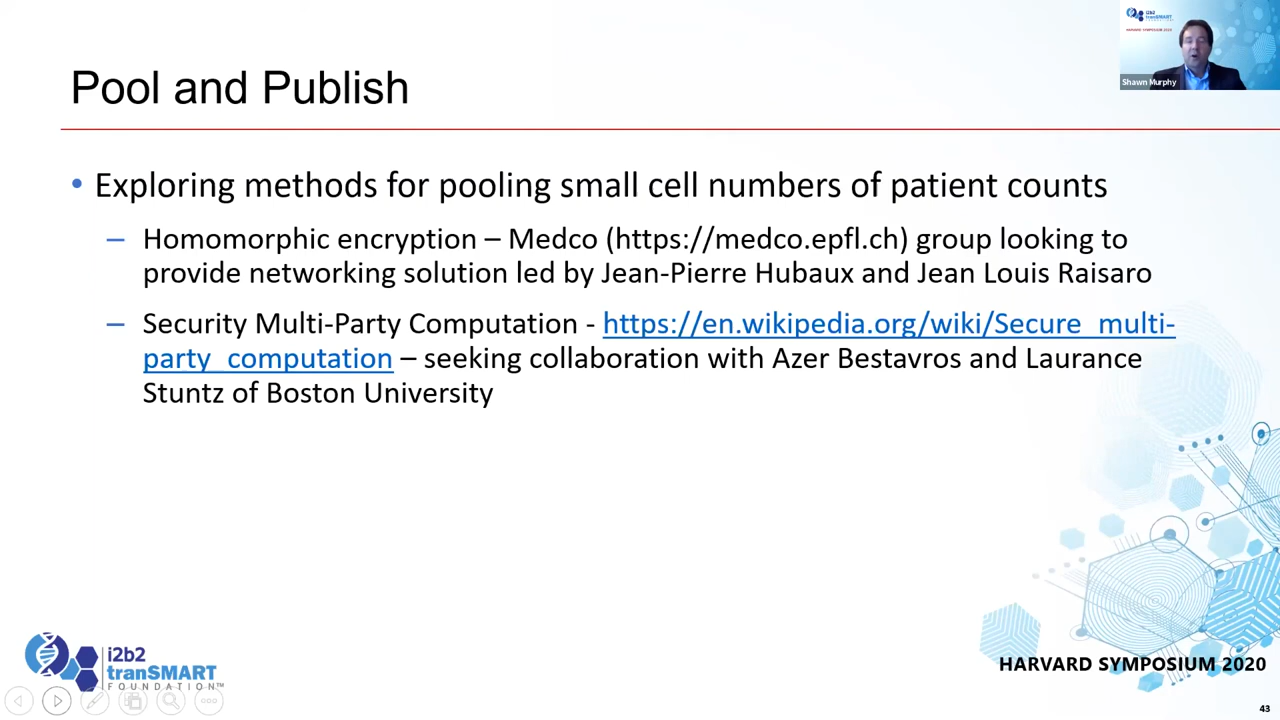 i2b2
tranSMART
Shawn Murphy
Pool and Publish
• Exploring methods for pooling small cell numbers of patient counts
– Homomorphic encryption – Medco (https://medco.epfl.ch) group looking to
provide networking solution led by Jean-Pierre Hubaux and Jean Louis Raisaro
– Security Multi-Party Computation - https://en.wikipedia.org/wiki/Secure_multi-
party_computation – seeking collaboration with Azer Bestavros and Laurance
Stuntz of Boston University
i2b2
tranSMART
FOUNDATION™
HARVARD SYMPOSIUM 2020
43